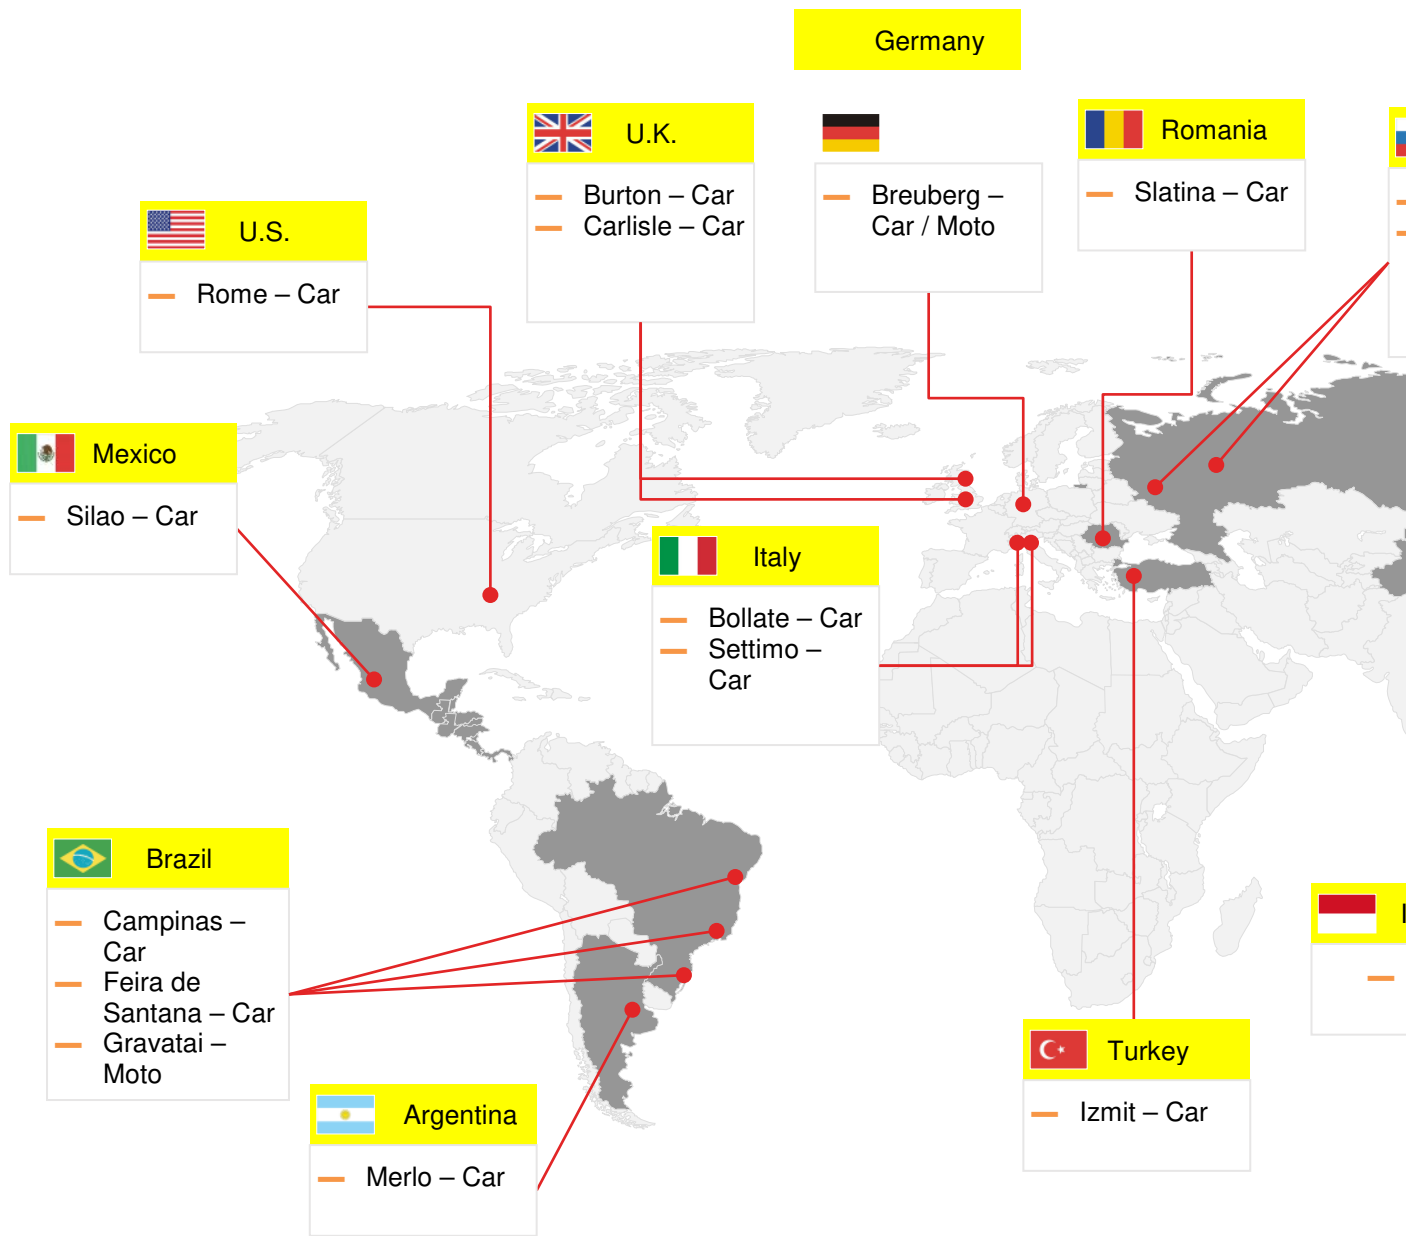 Germany
U.K.
Burton – Car
Carlisle – Car
Breuberg –
Car / Moto
Romania
Slatina – Car
U.S.
Rome – Car
Mexico
Silao – Car
Italy
Bollate – Car
Settimo –
Car
Brazil
Campinas –
Car
Feira de
Santana – Car
Gravatai –
Moto
Argentina
Merlo – Car
Turkey
Izmit – Car